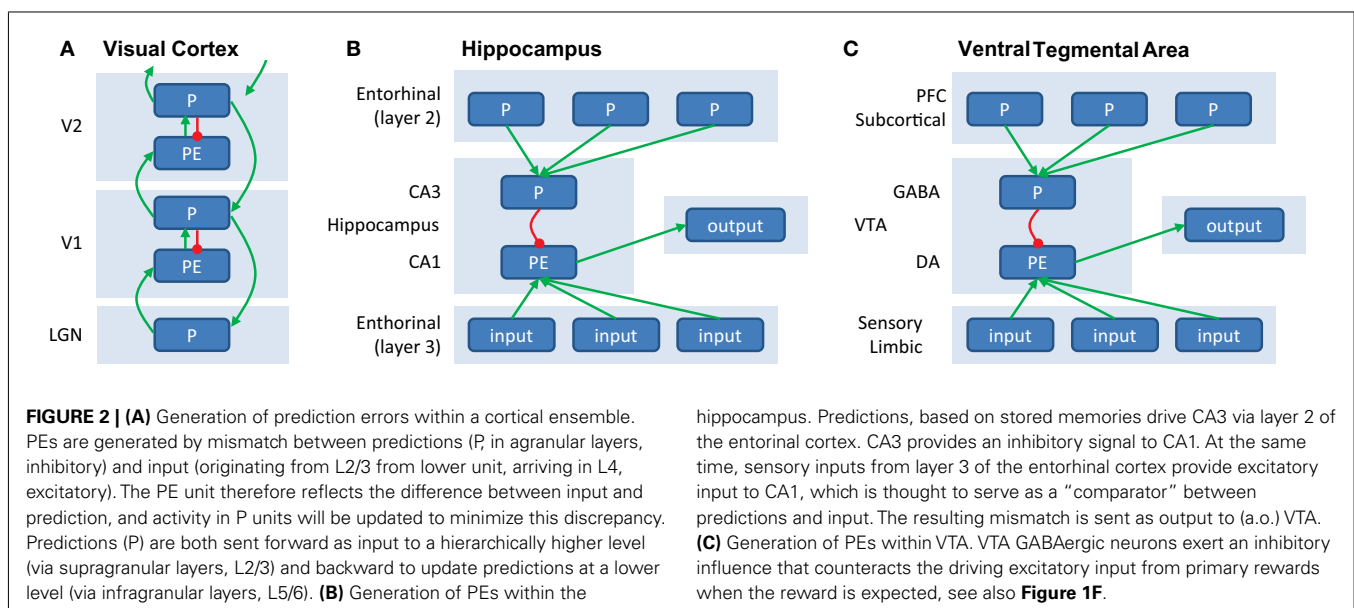 A Visual Cortex
V2
P
PE
V1
P
PE
LGN
P
B Hippocampus
Entorhinal
(layer 2)
P P P
CA3
P
Hippocampus
output
CA1
PE
Enthorinal
(layer 3)
input input input
C Ventral Tegmental Area
PFC
Subcortical
P P P
GABA
P
VTA
output
DA
PE
Sensory
Limbic
input input input
FIGURE 2 | (A) Generation of prediction errors within a cortical ensemble.
PEs are generated by mismatch between predictions (P, in agranular layers,
inhibitory) and input (originating from L2/3 from lower unit, arriving in L4,
excitatory). The PE unit therefore reflects the difference between input and
prediction, and activity in P units will be updated to minimize this discrepancy.
Predictions (P) are both sent forward as input to a hierarchically higher level
(via supragranular layers, L2/3) and backward to update predictions at a lower
level (via infragranular layers, L5/6). (B) Generation of PEs within the
hippocampus. Predictions, based on stored memories drive CA3 via layer 2 of
the entorinal cortex. CA3 provides an inhibitory signal to CA1. At the same
time, sensory inputs from layer 3 of the entorhinal cortex provide excitatory
input to CA1, which is thought to serve as a “comparator” between
predictions and input. The resulting mismatch is sent as output to (a.o.) VTA.
(C) Generation of PEs within VTA. VTA GABAergic neurons exert an inhibitory
influence that counteracts the driving excitatory input from primary rewards
when the reward is expected, see also Figure 1F.